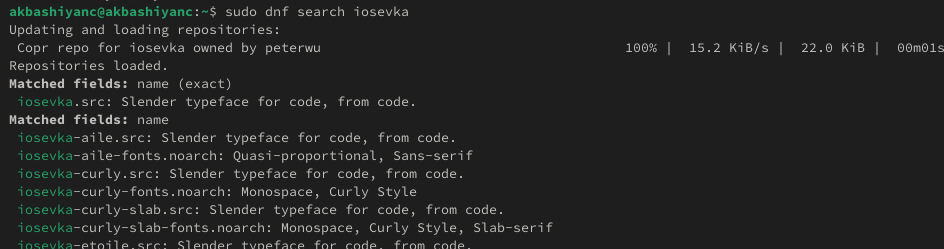 akbashiyanc@akbashiyanc:~$ sudo dnf search iosevka
Updating and loading repositories:
Copr repo for iosevka owned by peterwu 100% | 15.2 KiB/s | 22.0 KiB | 00m01s
Repositories loaded.
Matched fields: name (exact)
iosevka.src: Slender typeface for code, from code.
Matched fields: name
iosevka-aile.src: Slender typeface for code, from code.
iosevka-aile-fonts.noarch: Quasi-proportional, Sans-serif
iosevka-curly.src: Slender typeface for code, from code.
iosevka-curly-fonts.noarch: Monospace, Curly Style
iosevka-curly-slab.src: Slender typeface for code, from code.
iosevka-curly-slab-fonts.noarch: Monospace, Curly Style, Slab-serif
iosevka-etoile.src: Slender typeface for code, from code.